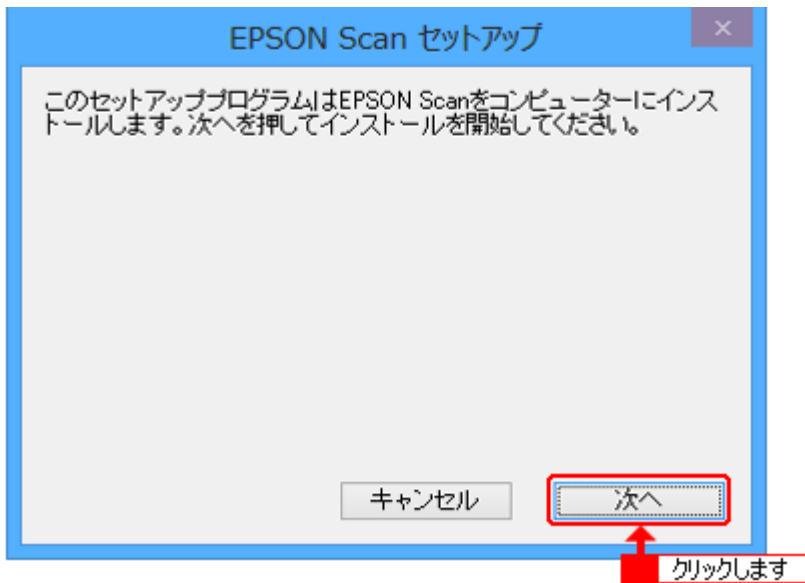 EPSON Scan セットアップ
このセットアッププログラムはEPSON Scanをコンピューターにインス
トールします。次へを押してインストールを開始してください。
キャンセル
次へ
クリックします